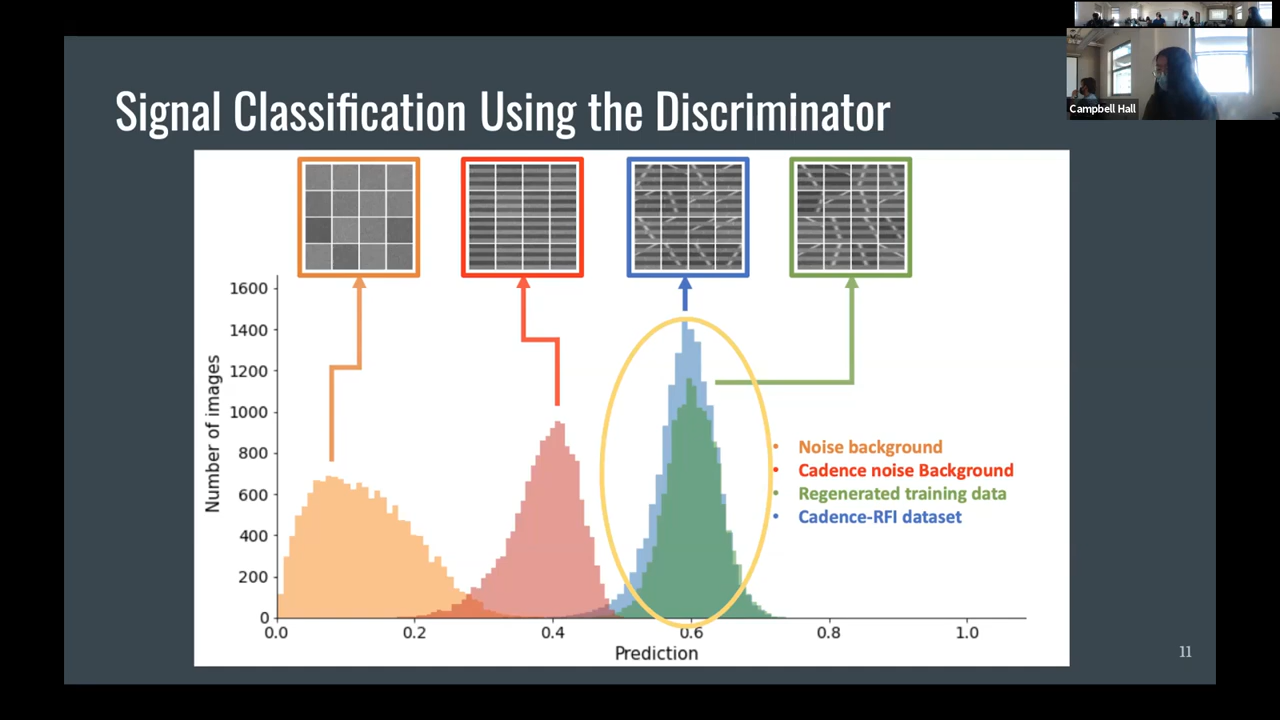 Campbell Hall
Signal Classification Using the Discriminator
1600
1400
1200
1000
800
600
400
200
0
Number of images
0.0 0.2 0.4 0.6 0.8 1.0
Prediction
• Noise background
• Cadence noise Background
• Regenerated training data
• Cadence-RFI dataset
11